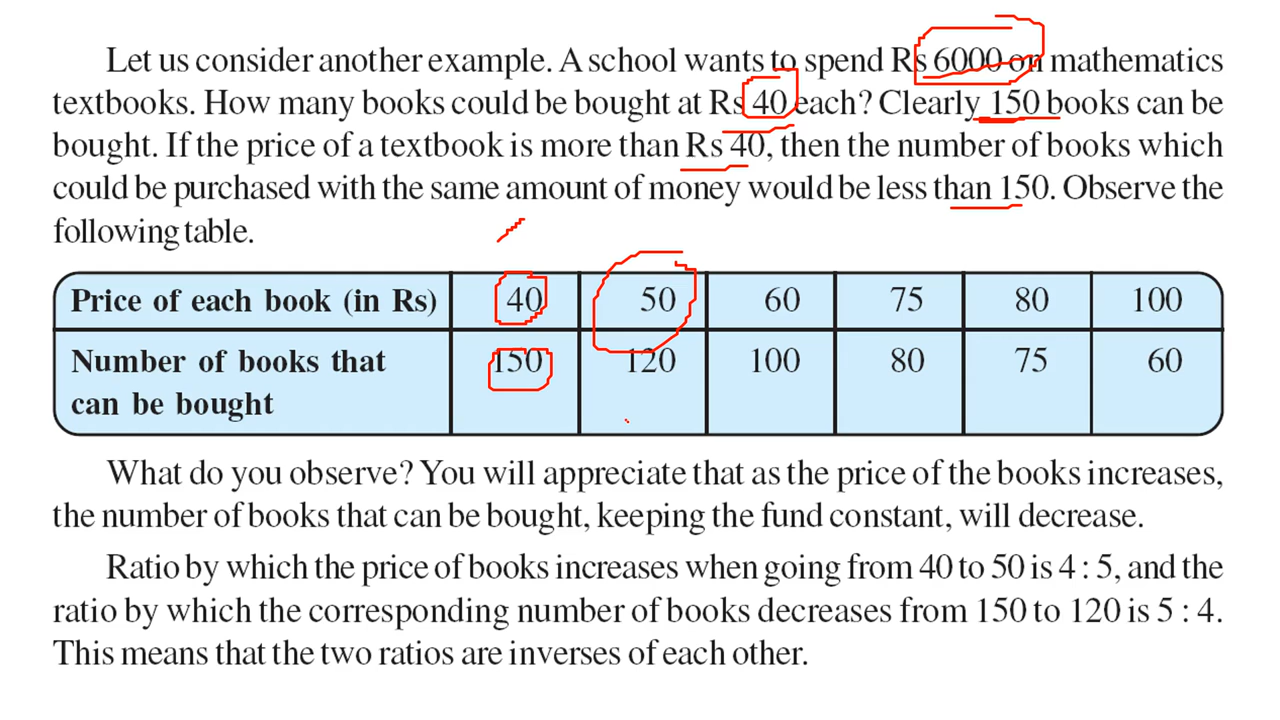 Let us consider another example. A school wants to spend Rs 6000 on mathematics
textbooks. How many books could be bought at Rs 40 each? Clearly 150 books can be
bought. If the price of a textbook is more than Rs 40, then the number of books which
could be purchased with the same amount of money would be less than 150. Observe the
following table.
Price of each book (in Rs) 40 50 60 75 80 100
Number of books that 150 120 100 80 75 60
can be bought
What do you observe? You will appreciate that as the price of the books increases,
the number of books that can be bought, keeping the fund constant, will decrease.
Ratio by which the price of books increases when going from 40 to 50 is 4 : 5, and the
ratio by which the corresponding number of books decreases from 150 to 120 is 5 : 4.
This means that the two ratios are inverses of each other.